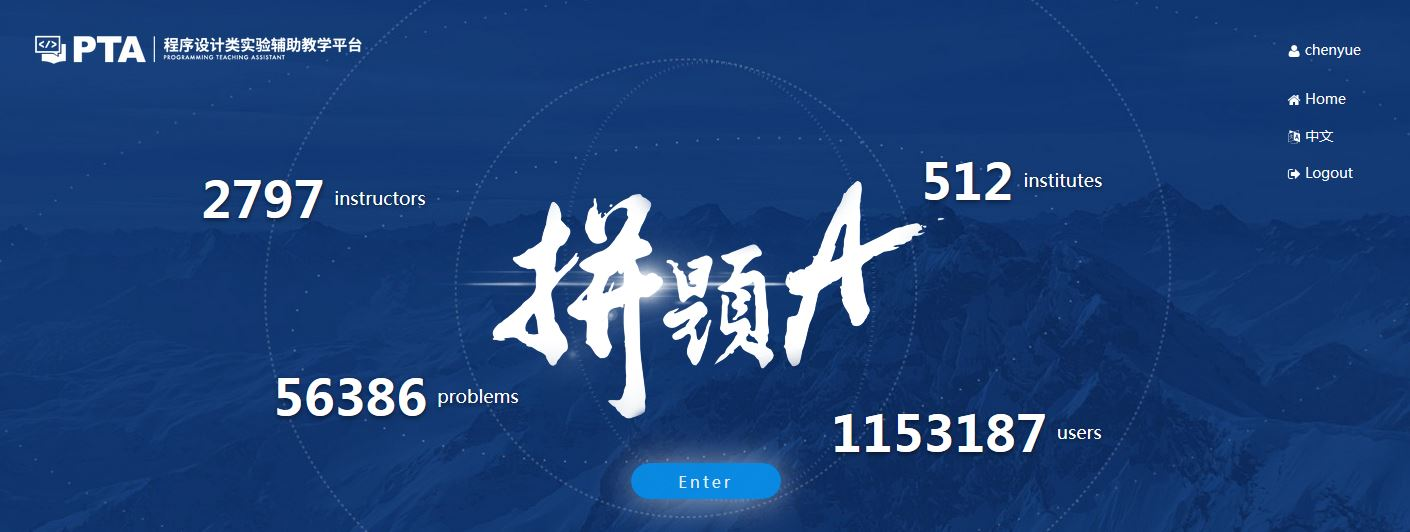 PTA
程序设计类实验辅助教学平台
PROGRAMMING TEACHING ASSISTANT
chenyue
Home
中文
Logout
2797 instructors
512 institutes
拼題A
56386 problems
1153187 users
Enter